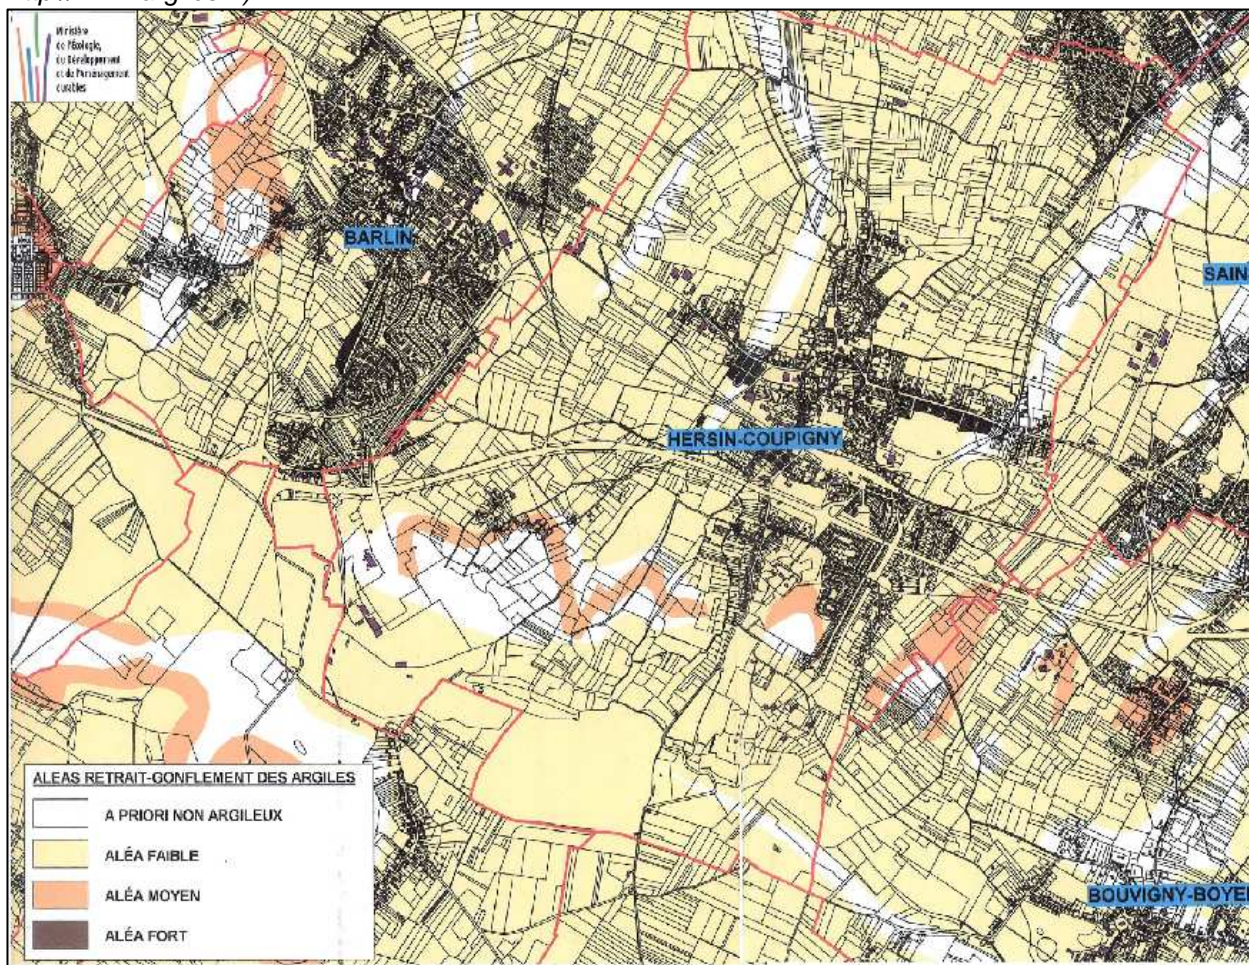 Ministère
de l'Écologie,
du Développement
et de l'Aménagement
durables
BARLIN
SAIN
HERSIN-COUPIGNY
BOUVIGNY-BOYE
ALEAS RETRAIT-GONFLEMENT DES ARGILES
A PRIORI NON ARGILEUX
ALÉA FAIBLE
ALÉA MOYEN
ALÉA FORT